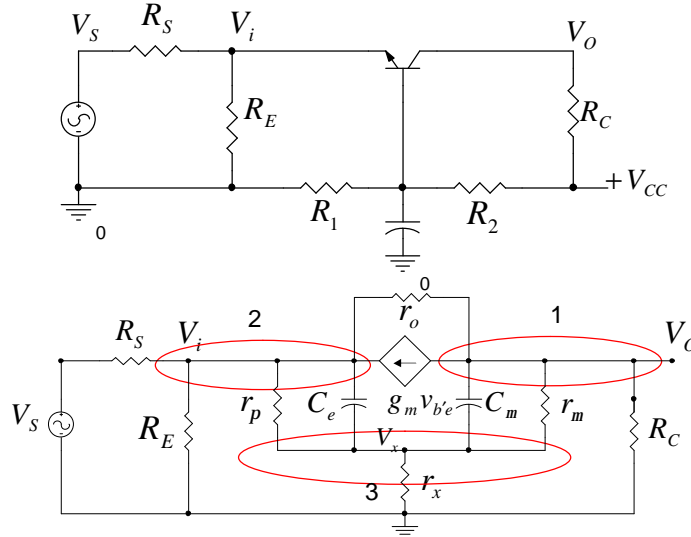 V_S R_S V_i V_O
R_E R_C
R_1 R_2 + V_CC
0
0
r_o
R_S V_i 2 1 V_O
V_S R_E r_p C_e g_m v_b'e C_m r_m R_C
V_x
3 r_x